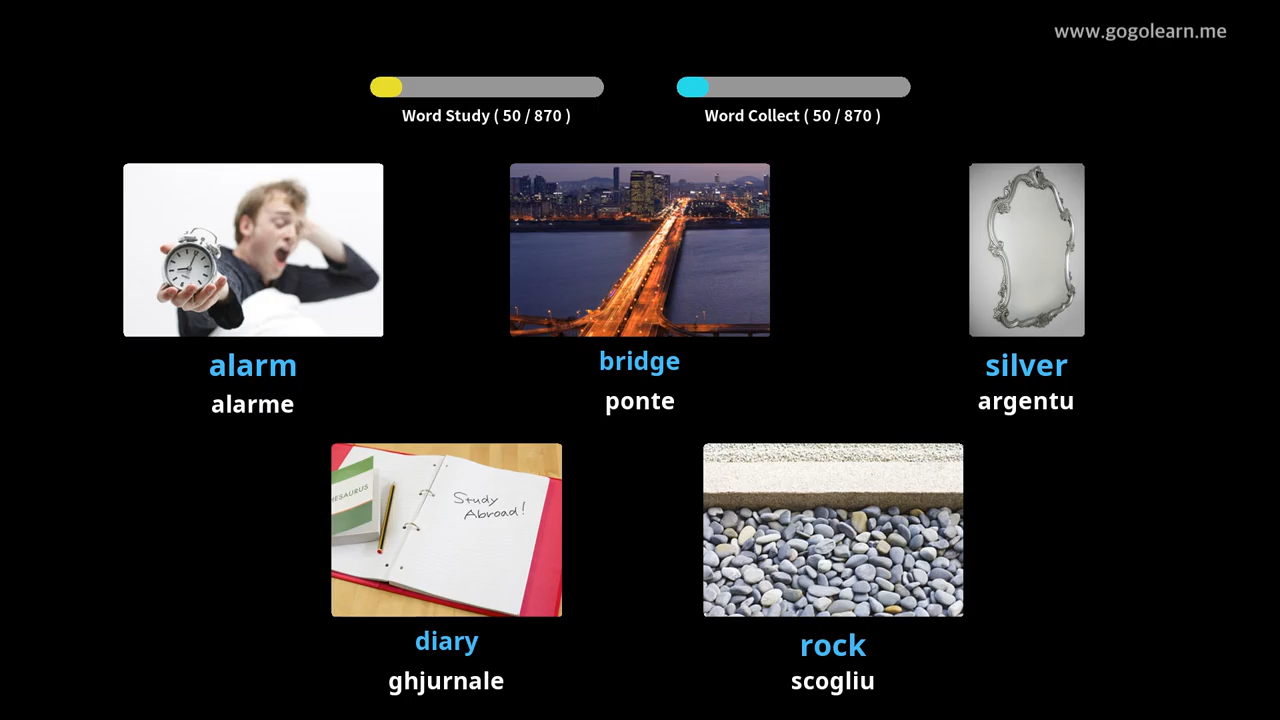 www.gogolearn.me
Word Study ( 50 / 870 )
Word Collect ( 50 / 870 )
alarm
alarme
bridge
ponte
silver
argentu
HESAURUS
Study
Abroad!
diary
ghjurnale
rock
scogliu